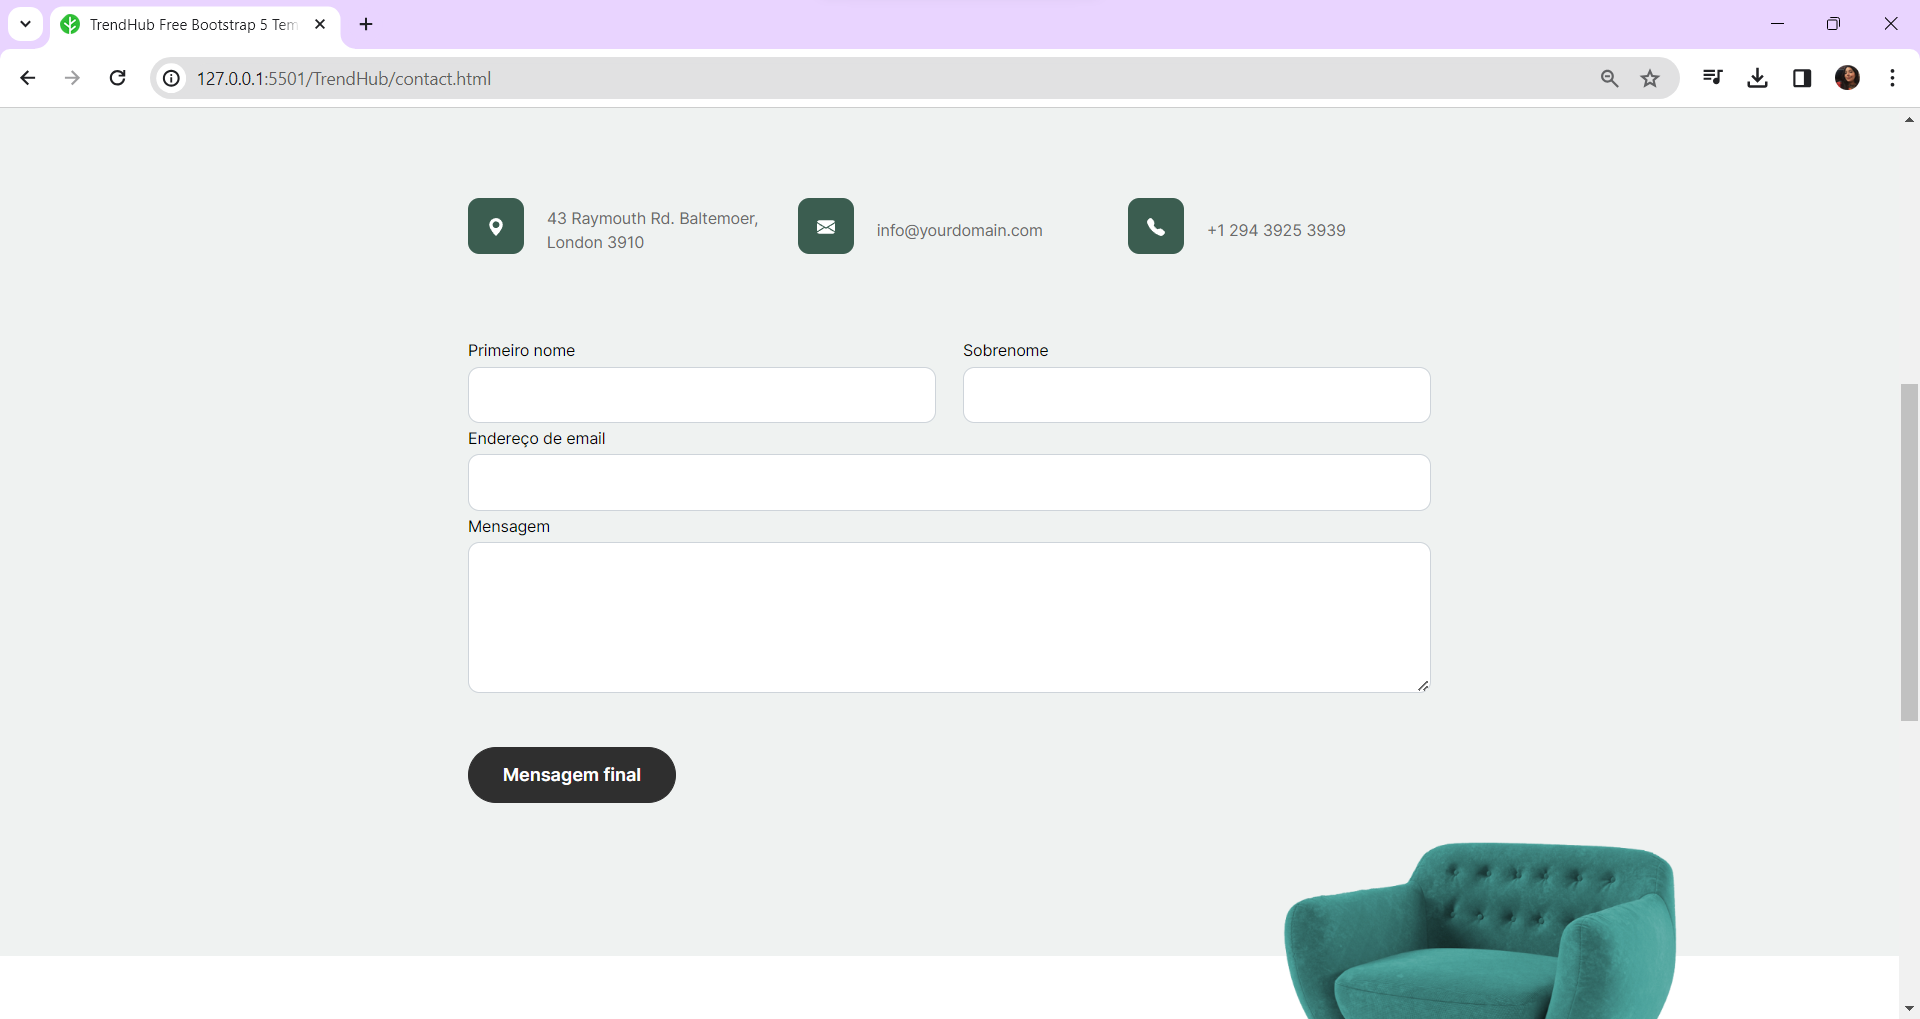 TrendHub Free Bootstrap 5 Tem
127.0.0.1:5501/TrendHub/contact.html
43 Raymouth Rd. Baltemoer,
London 3910
info@yourdomain.com
+1 294 3925 3939
Primeiro nome
Sobrenome
Endereço de email
Mensagem
Mensagem final